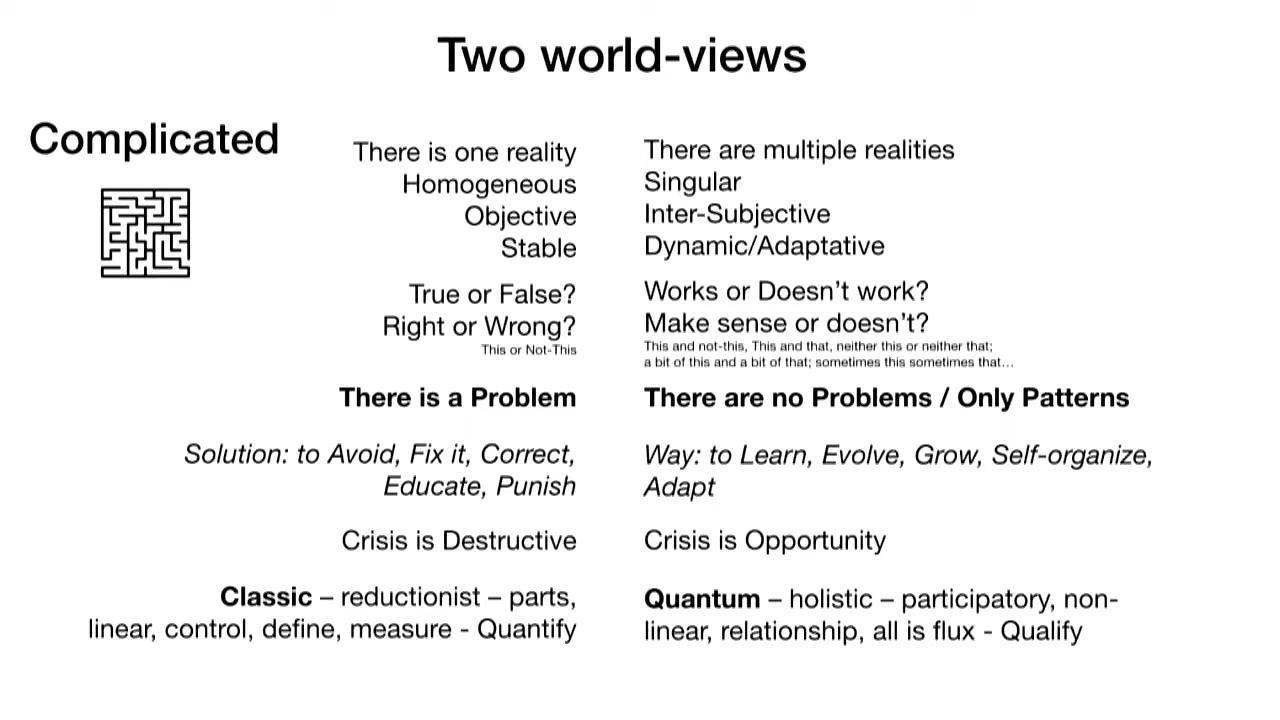 Two world-views
Complicated
There is one reality
Homogeneous
Objective
Stable
True or False?
Right or Wrong?
This or Not-This
There is a Problem
Solution: to Avoid, Fix it, Correct,
Educate, Punish
Crisis is Destructive
Classic – reductionist – parts,
linear, control, define, measure - Quantify
There are multiple realities
Singular
Inter-Subjective
Dynamic/Adaptative
Works or Doesn't work?
Make sense or doesn't?
This and not-this, This and that, neither this or neither that;
a bit of this and a bit of that; sometimes this sometimes that...
There are no Problems / Only Patterns
Way: to Learn, Evolve, Grow, Self-organize,
Adapt
Crisis is Opportunity
Quantum – holistic – participatory, non-
linear, relationship, all is flux - Qualify